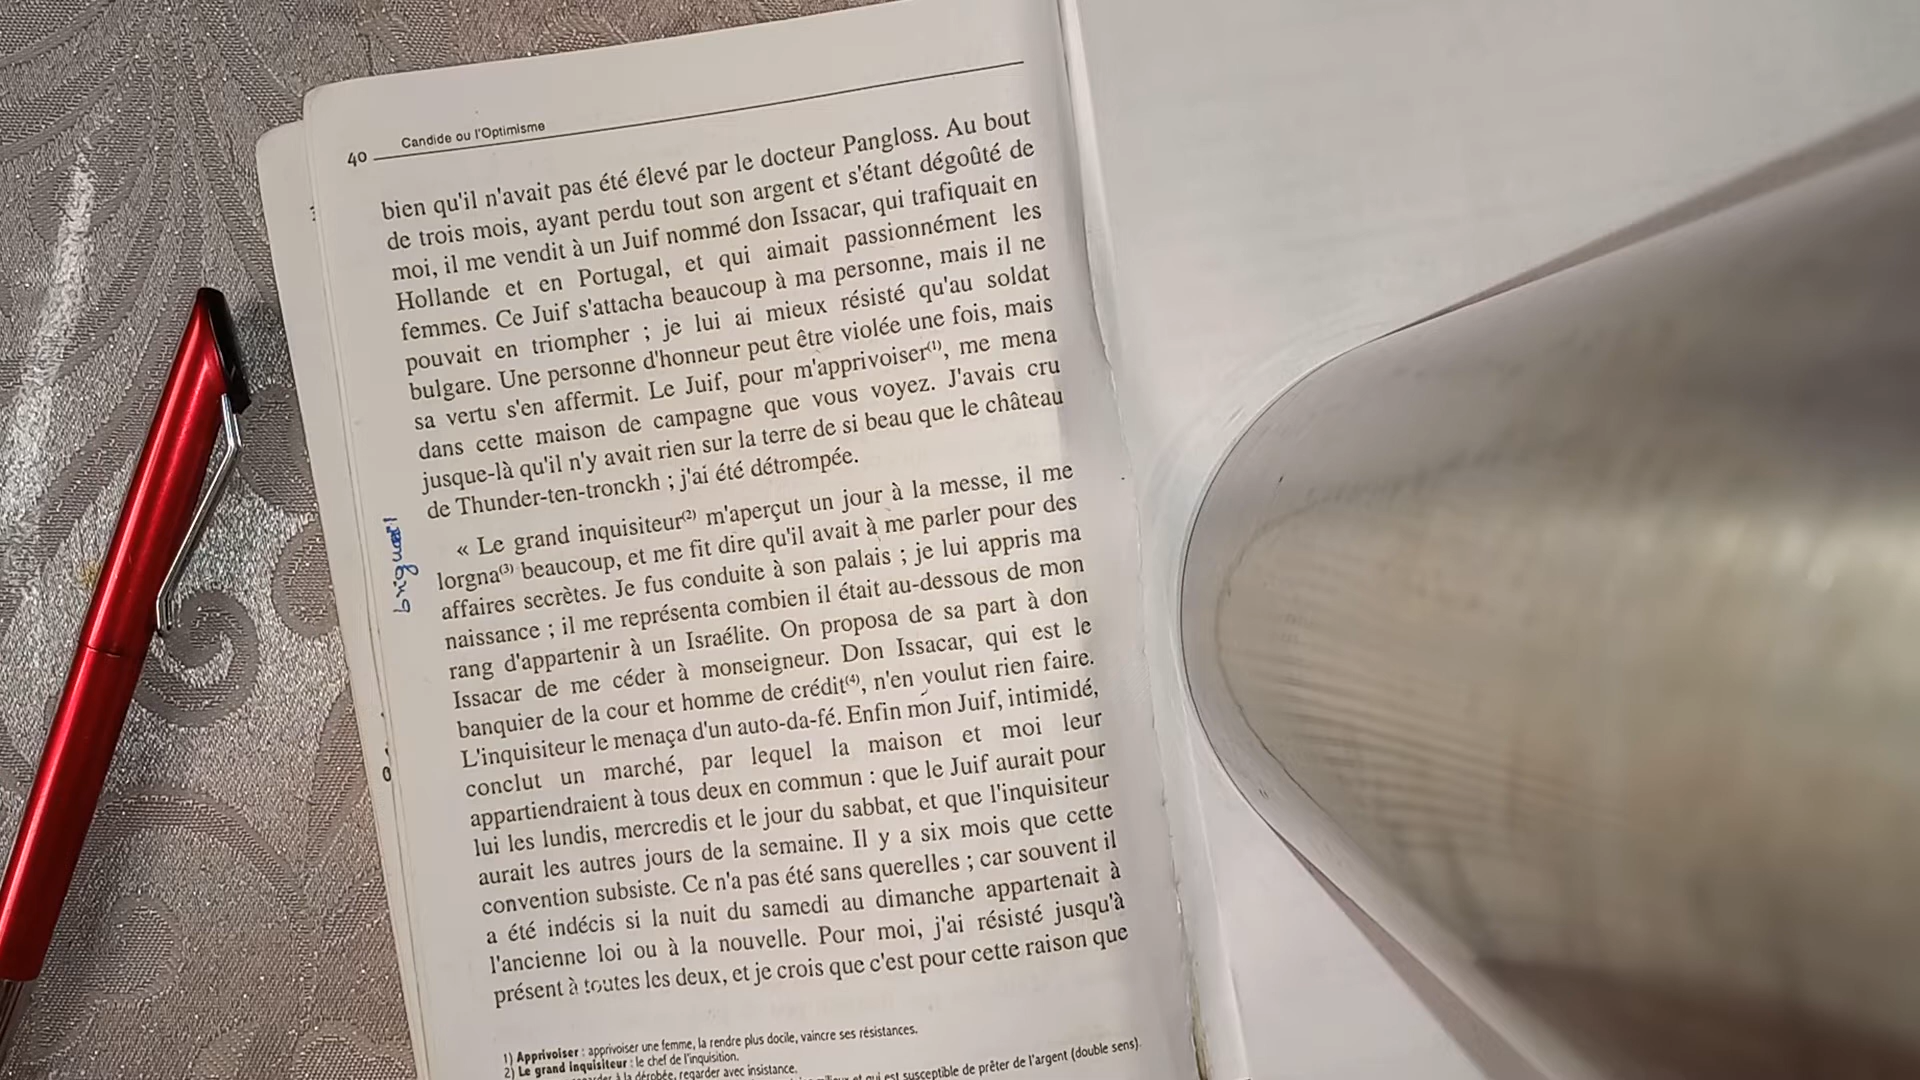 40 Candide ou l'Optimisme
bien qu'il n'avait pas été élevé par le docteur Pangloss. Au bout
de trois mois, ayant perdu tout son argent et s'étant dégoûté de
moi, il me vendit à un Juif nommé don Issacar, qui trafiquait en
Hollande et en Portugal, et qui aimait passionnément les
femmes. Ce Juif s'attacha beaucoup à ma personne, mais il ne
pouvait en triompher ; je lui ai mieux résisté qu'au soldat
bulgare. Une personne d'honneur peut être violée une fois, mais
sa vertu s'en affermit. Le Juif, pour m'apprivoiser(1), me mena
dans cette maison de campagne que vous voyez. J'avais cru
jusque-là qu'il n'y avait rien sur la terre de si beau que le château
de Thunder-ten-tronckh ; j'ai été détrompée.
« Le grand inquisiteur(2) m'aperçut un jour à la messe, il me
lorgna(3) beaucoup, et me fit dire qu'il avait à me parler pour des
affaires secrètes. Je fus conduite à son palais ; je lui appris ma
naissance ; il me représenta combien il était au-dessous de mon
rang d'appartenir à un Israélite. On proposa de sa part à don
Issacar de me céder à monseigneur. Don Issacar, qui est le
banquier de la cour et homme de crédit(4), n'en voulut rien faire.
L'inquisiteur le menaça d'un auto-da-fé. Enfin mon Juif, intimidé,
conclut un marché, par lequel la maison et moi leur
appartiendraient à tous deux en commun : que le Juif aurait pour
lui les lundis, mercredis et le jour du sabbat, et que l'inquisiteur
aurait les autres jours de la semaine. Il y a six mois que cette
convention subsiste. Ce n'a pas été sans querelles ; car souvent il
a été indécis si la nuit du samedi au dimanche appartenait à
l'ancienne loi ou à la nouvelle. Pour moi, j'ai résisté jusqu'à
présent à toutes les deux, et je crois que c'est pour cette raison que
1) Apprivoiser : apprivoiser une femme, la rendre plus docile, vaincre ses résistances.
2) Le grand inquisiteur : le chef de l'inquisition.
à la dérobée, regarder avec insistance.
et qui est susceptible de prêter de l'argent (double sens).